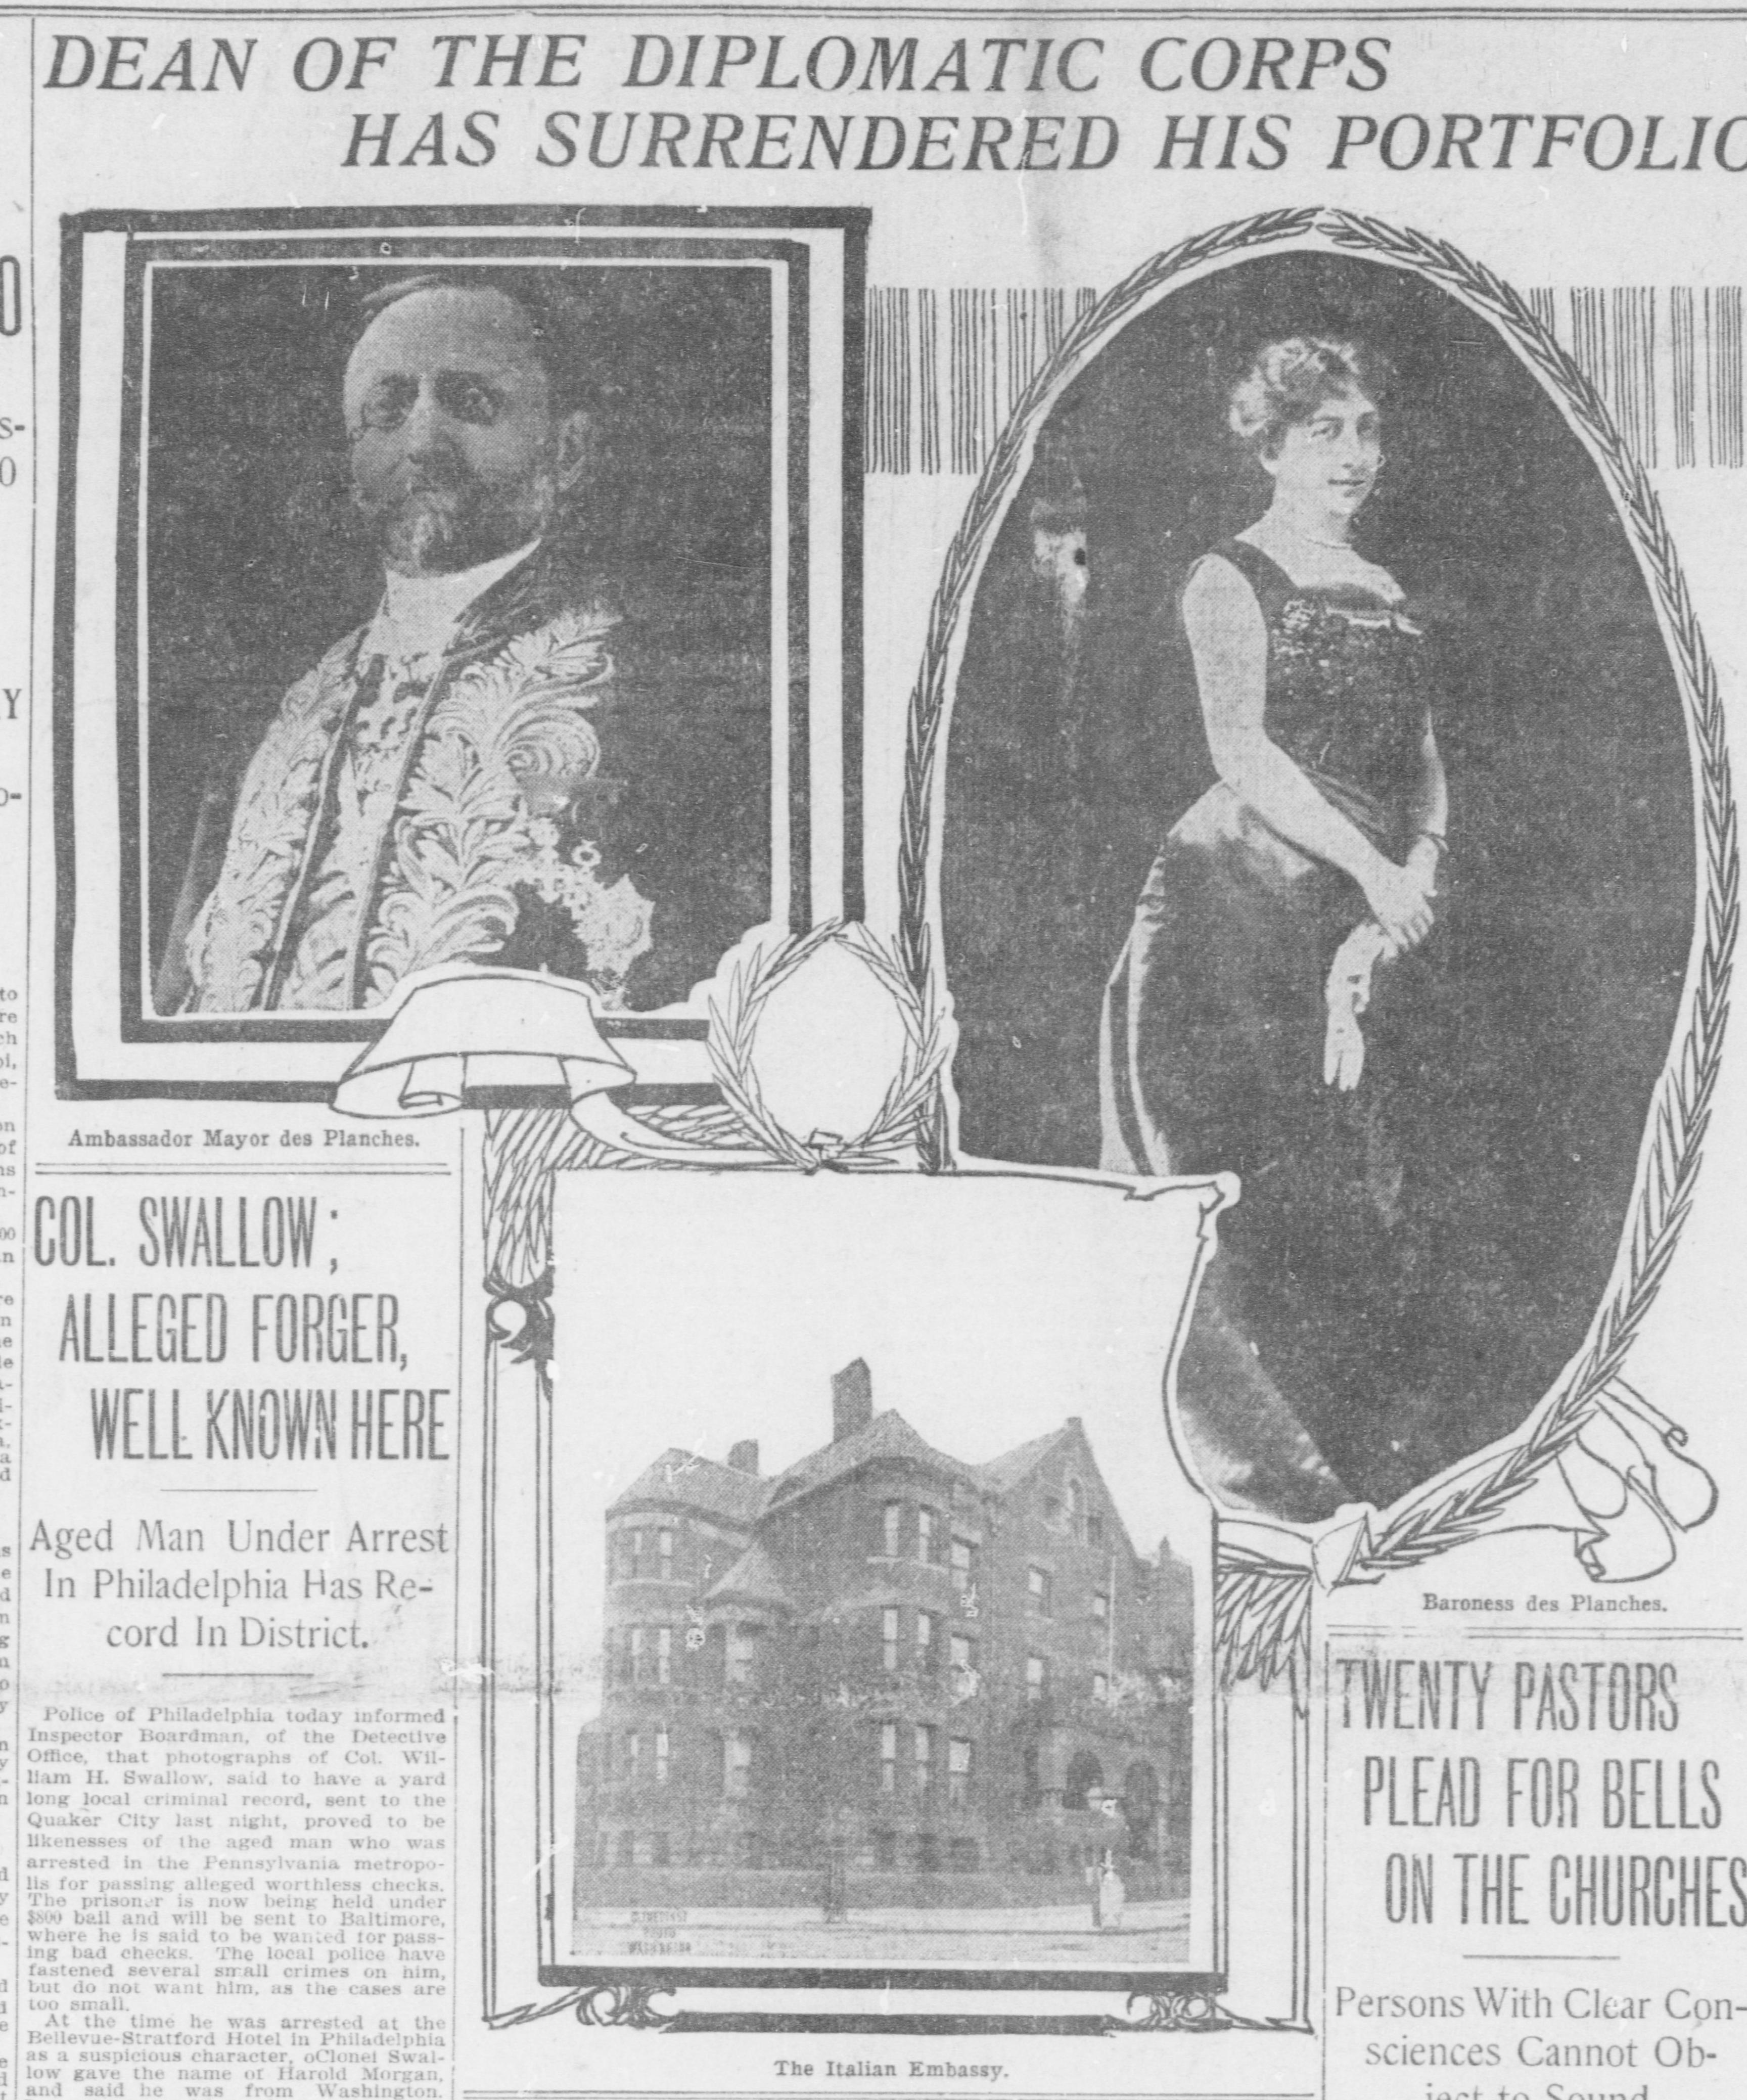 DEAN OF THE DIPLOMATIC CORPS
HAS SURRENDERED HIS PORTFOLIO
Ambassador Mayor des Planches.
COL. SWALLOW;
ALLEGED FORGER,
WELL KNOWN HERE
Aged Man Under Arrest
In Philadelphia Has Re-
cord In District.
Police of Philadelphia today informed
Inspector Boardman, of the Detective
Office, that photographs of Col. Wil-
liam H. Swallow, said to have a yard
long local criminal record, sent to the
Quaker City last night, proved to be
likenesses of the aged man who was
arrested in the Pennsylvania metropo-
lis for passing alleged worthless checks.
The prisoner is now being held under
$800 bail and will be sent to Baltimore,
where he is said to be wanted for pass-
ing bad checks. The local police have
fastened several small crimes on him,
but do not want him, as the cases are
too small.
At the time he was arrested at the
Bellevue-Stratford Hotel in Philadelphia
as a suspicious character, oClonel Swal-
low gave the name of Harold Morgan,
and said he was from Washington.
The Italian Embassy.
Baroness des Planches.
TWENTY PASTORS
PLEAD FOR BELLS
ON THE CHURCHES
Persons With Clear Con-
sciences Cannot Ob-
ject to Sound